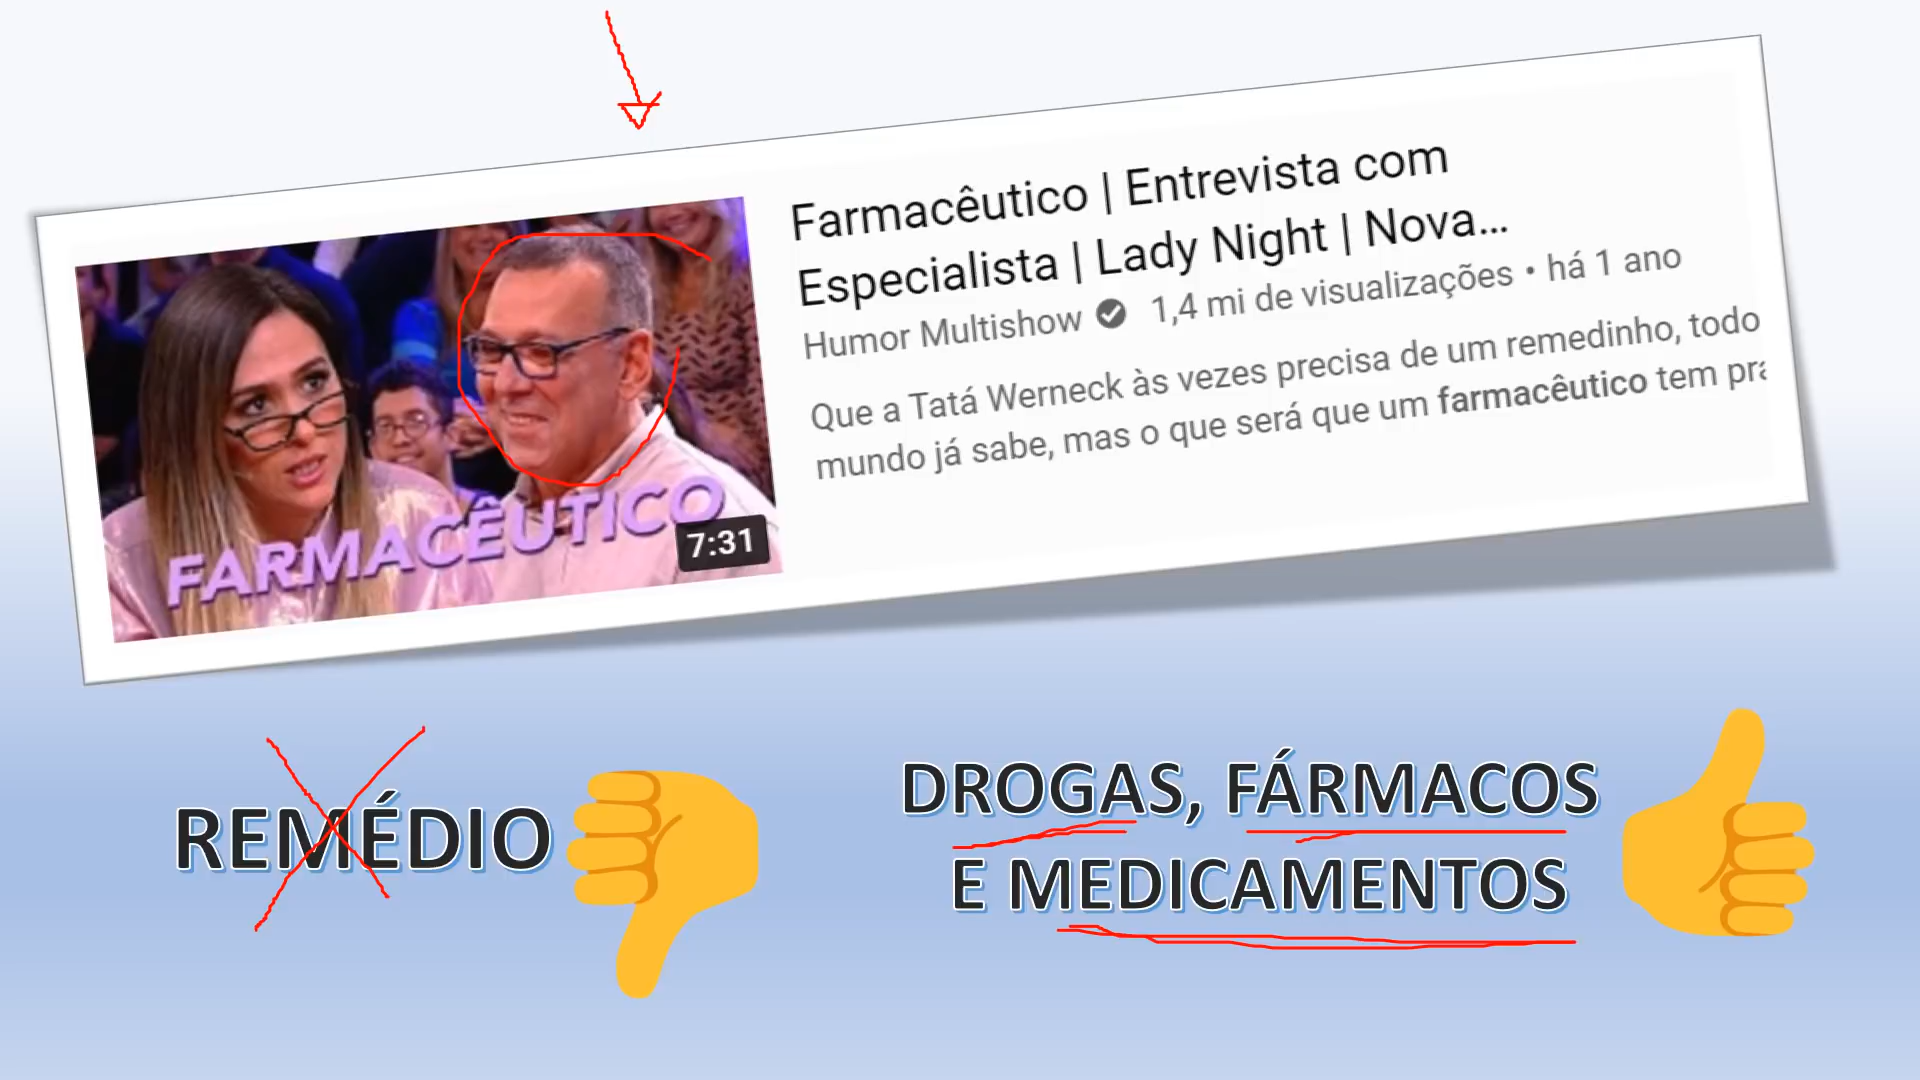 Farmacêutico | Entrevista com
Especialista | Lady Night | Nova...
Humor Multishow 1,4 mi de visualizações • há 1 ano
Que a Tatá Werneck às vezes precisa de um remedinho, todo
mundo já sabe, mas o que será que um farmacêutico tem
FARMACÊUTICO
7:31
REMÉDIO
DROGAS, FÁRMACOS
E MEDICAMENTOS